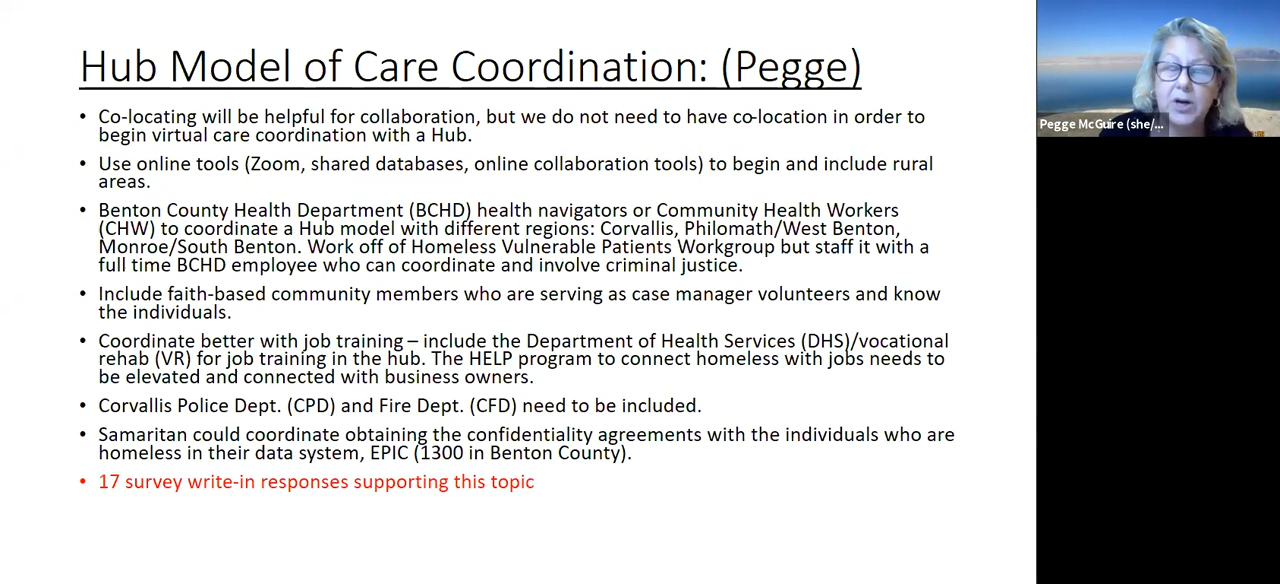 Hub Model of Care Coordination: (Pegge)
• Co-locating will be helpful for collaboration, but we do not need to have co-location in order to
begin virtual care coordination with a Hub.
• Use online tools (Zoom, shared databases, online collaboration tools) to begin and include rural
areas.
• Benton County Health Department (BCHD) health navigators or Community Health Workers
(CHW) to coordinate a Hub model with different regions: Corvallis, Philomath/West Benton,
Monroe/South Benton. Work off of Homeless Vulnerable Patients Workgroup but staff it with a
full time BCHD employee who can coordinate and involve criminal justice.
• Include faith-based community members who are serving as case manager volunteers and know
the individuals.
• Coordinate better with job training – include the Department of Health Services (DHS)/vocational
rehab (VR) for job training in the hub. The HELP program to connect homeless with jobs needs to
be elevated and connected with business owners.
• Corvallis Police Dept. (CPD) and Fire Dept. (CFD) need to be included.
• Samaritan could coordinate obtaining the confidentiality agreements with the individuals who are
homeless in their data system, EPIC (1300 in Benton County).
• 17 survey write-in responses supporting this topic
Pegge McGuire (she/...